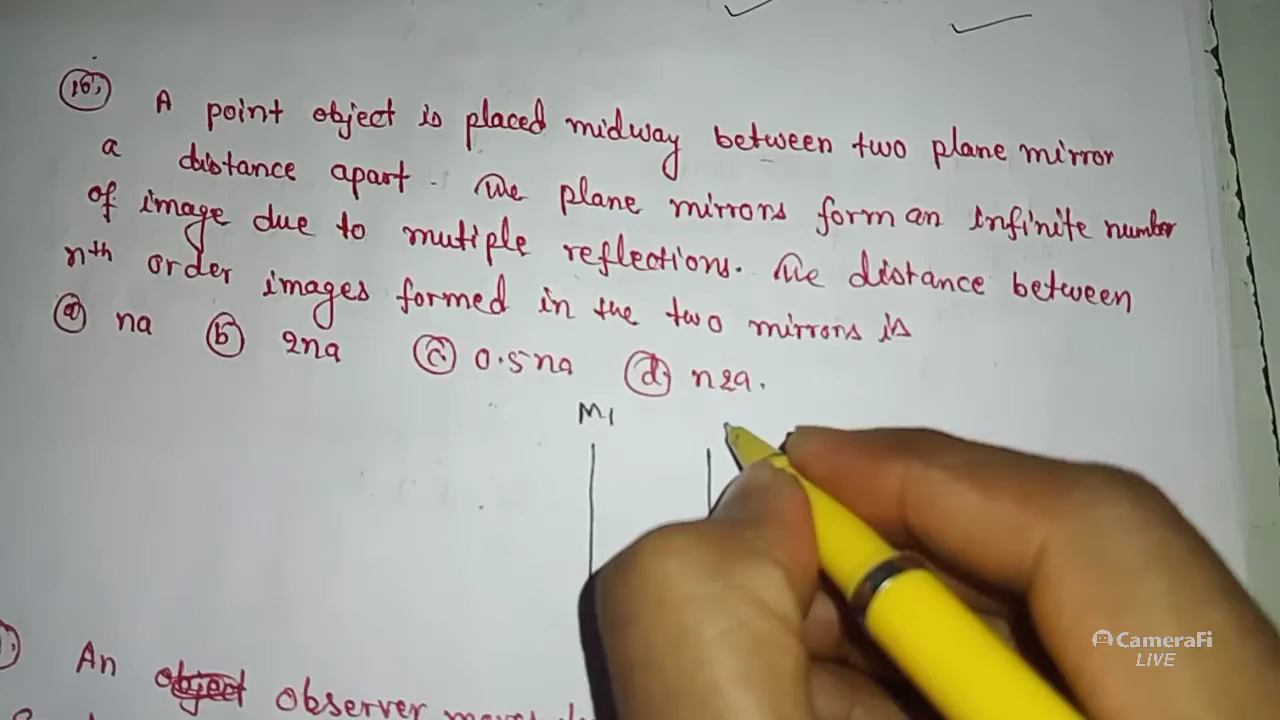 16.
A point object is placed midway between two plane mirror
a distance apart. The plane mirrors form an infinite number
of image due to mutiple reflections. The distance between
nth order images formed in the two mirrors is
a na b 2na c. 0.5na d. n2a.
M1
An observer
CameraFi
LIVE